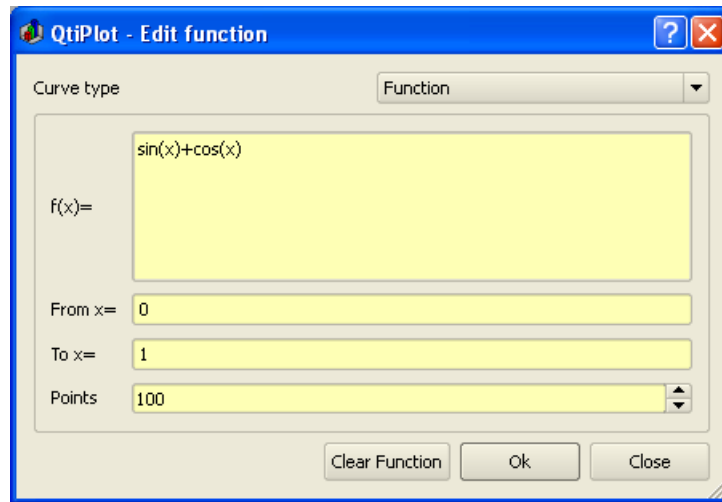 QtiPlot - Edit function
Curve type Function
f(x)= sin(x)+cos(x)
From x= 0
To x= 1
Points 100
Clear Function Ok Close